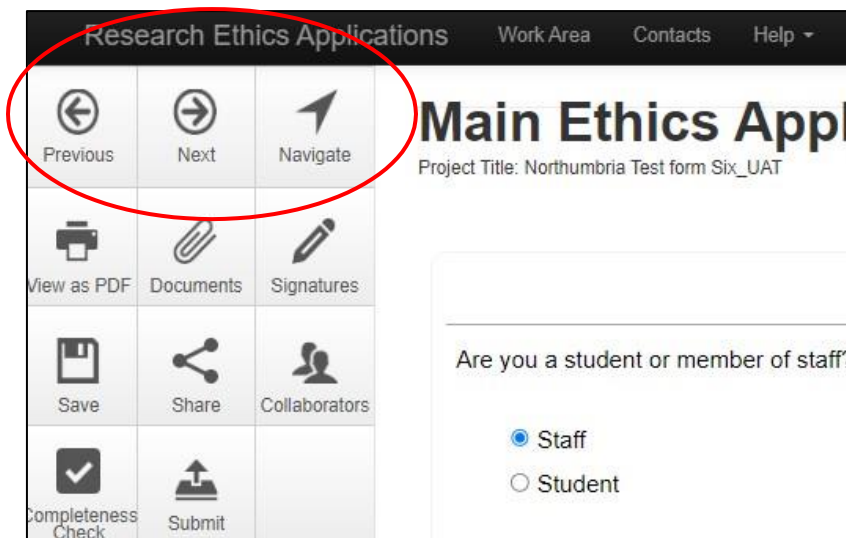 Research Ethics Applications Work Area Contacts Help
Previous Next Navigate
Main Ethics Appl
Project Title: Northumbria Test form Six_UAT
View as PDF Documents Signatures
Are you a student or member of staff?
Save Share Collaborators
Staff
Student
Completeness
Check
Submit